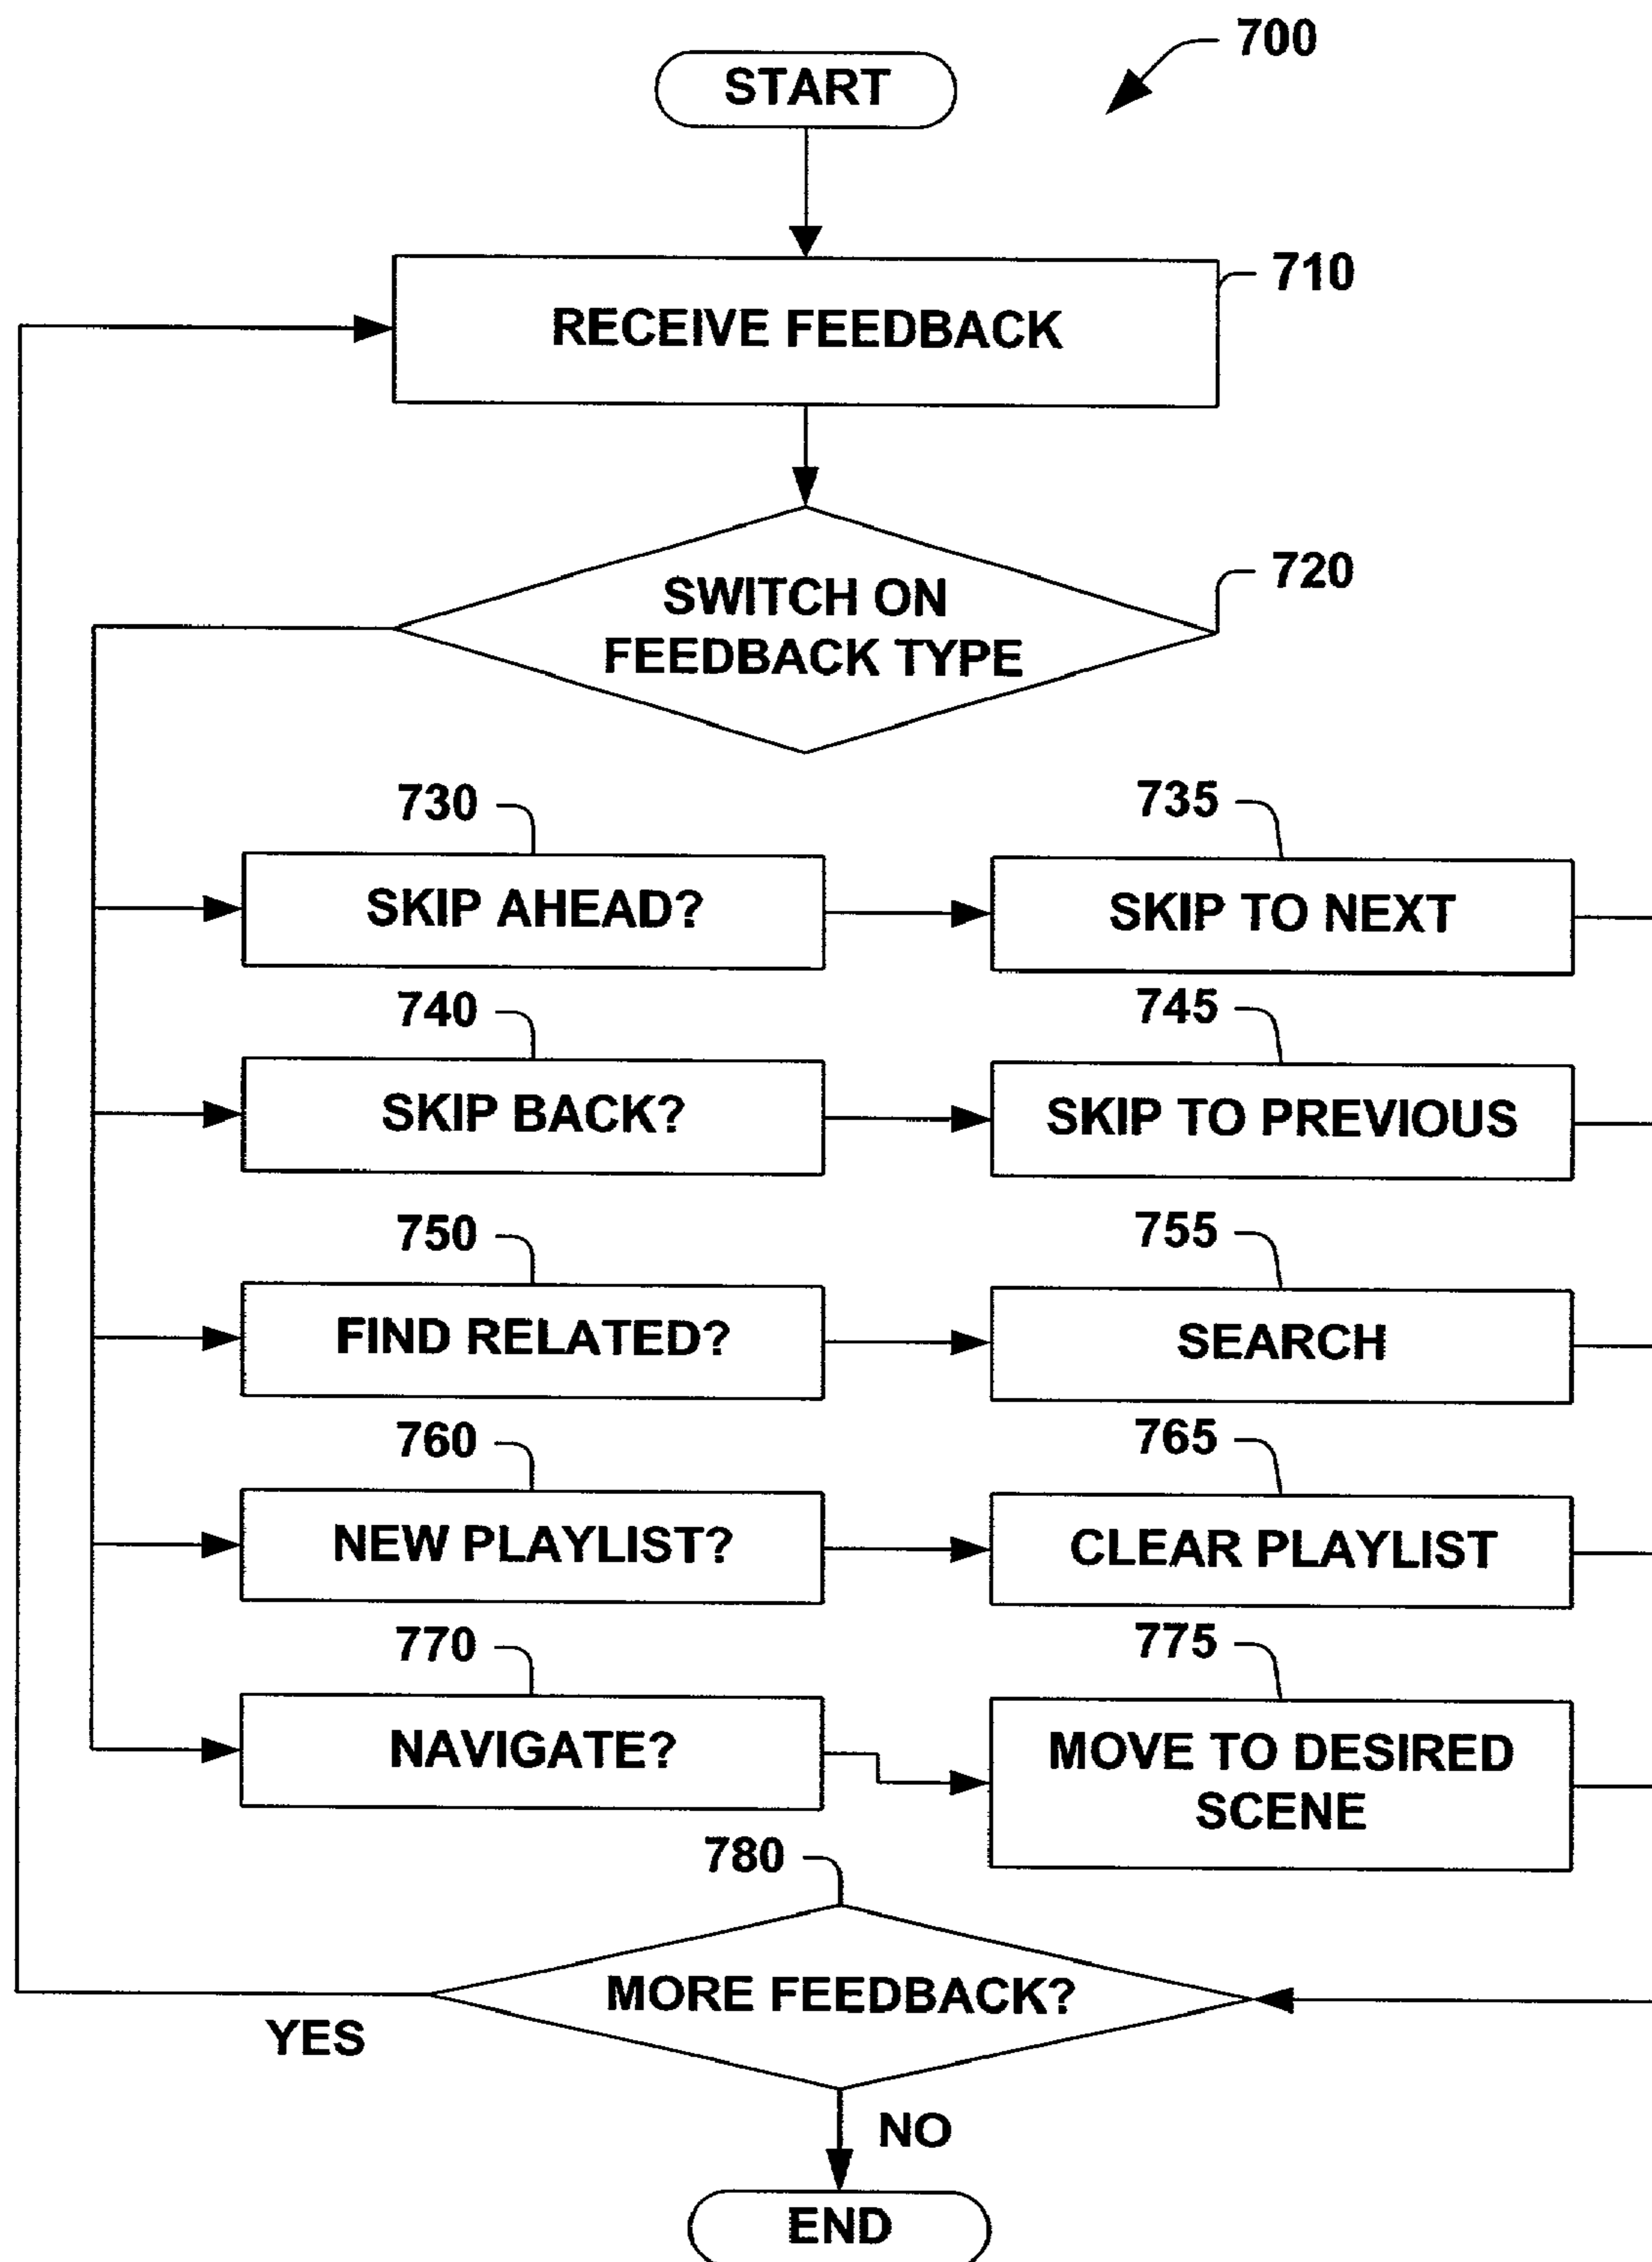 700
START
710
RECEIVE FEEDBACK
720
SWITCH ON
FEEDBACK TYPE
730
735
SKIP AHEAD?
SKIP TO NEXT
740
745
SKIP BACK?
SKIP TO PREVIOUS
750
755
FIND RELATED?
SEARCH
760
765
NEW PLAYLIST?
CLEAR PLAYLIST
770
775
NAVIGATE?
MOVE TO DESIRED
SCENE
780
MORE FEEDBACK?
YES
NO
END